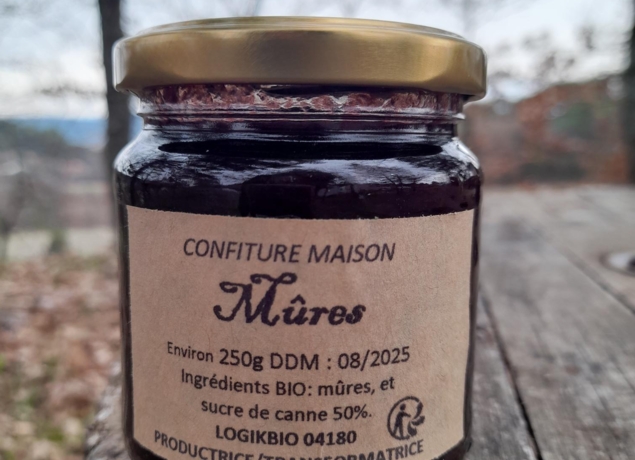 CONFITURE MAISON
Mûres
Environ 250g DDM : 08/2025
Ingrédients BIO: mûres, et
sucre de canne 50%.
LOGIKBIO 04180
PRODUCTRICE/TRANSFORMATRICE